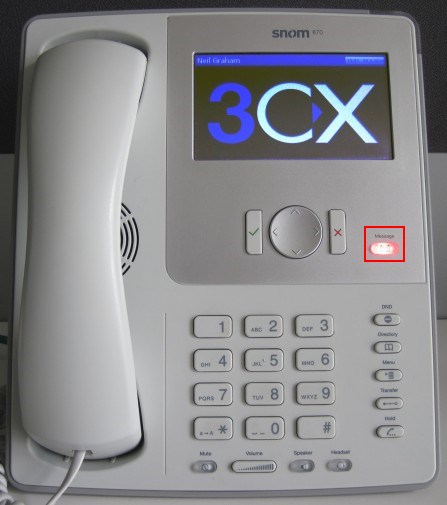 snom 870
Neil Graham
3CX
✓
✗
Message
1
ABC 2
DEF 3
DND
Directory
GHI 4
JKL 5
MNO 6
Menu
PQRS 7
TUV 8
WXYZ 9
Transfer
*
0
#
Hold
Mute
Volume
Speaker
Headset